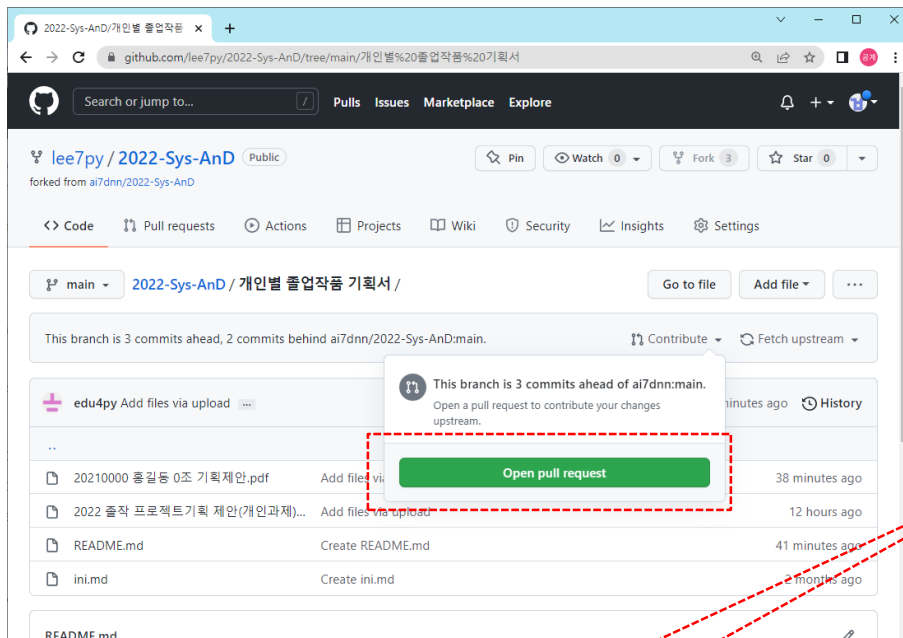 2022-Sys-AnD/개인별 졸업작품
github.com/lee7py/2022-Sys-AnD/tree/main/개인별%20졸업작품%20기획서
공계
Search or jump to... /
Pulls Issues Marketplace Explore
lee7py / 2022-Sys-AnD Public
Pin Watch 0 Fork 3 Star 0
forked from ai7dnn/2022-Sys-AnD
Code Pull requests Actions Projects Wiki Security Insights Settings
main 2022-Sys-AnD / 개인별 졸업작품 기획서 / Go to file Add file ...
This branch is 3 commits ahead, 2 commits behind ai7dnn/2022-Sys-AnD:main. Contribute Fetch upstream
This branch is 3 commits ahead of ai7dnn:main.
Open a pull request to contribute your changes
upstream.
Open pull request
edu4py Add files via upload ... minutes ago History
..
20210000 홍길동 0조 기획제안.pdf Add files via 38 minutes ago
2022 졸작 프로젝트기획 제안(개인과제)... Add files via upload 12 hours ago
README.md Create README.md 41 minutes ago
ini.md Create ini.md 2 months ago
README.md